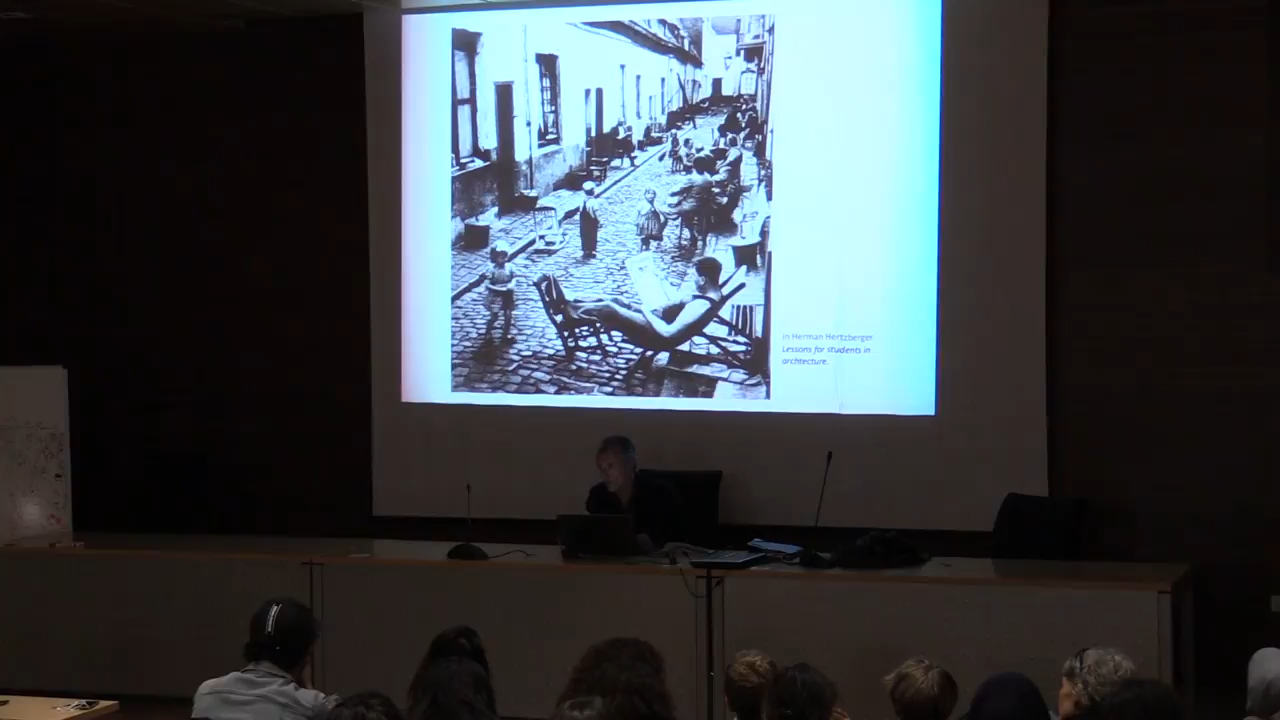 in Herman Hertzberger
Lessons for students in
architecture.